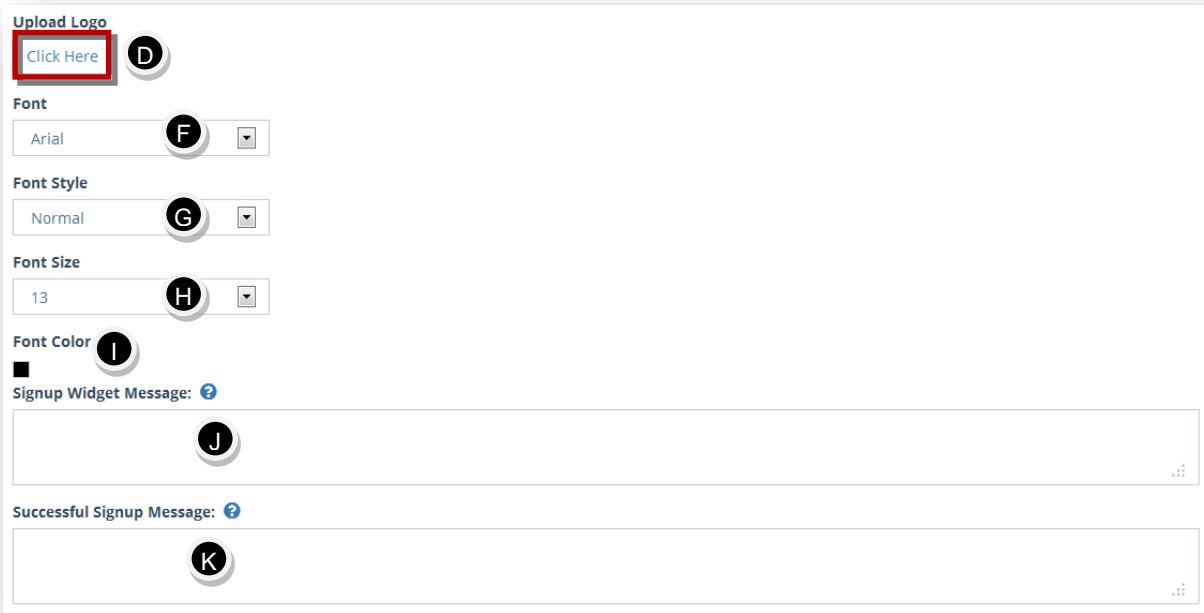 Upload Logo
Click Here D
Font
Arial F
Font Style
Normal G
Font Size
13 H
Font Color I
Signup Widget Message: ?
J
Successful Signup Message: ?
K